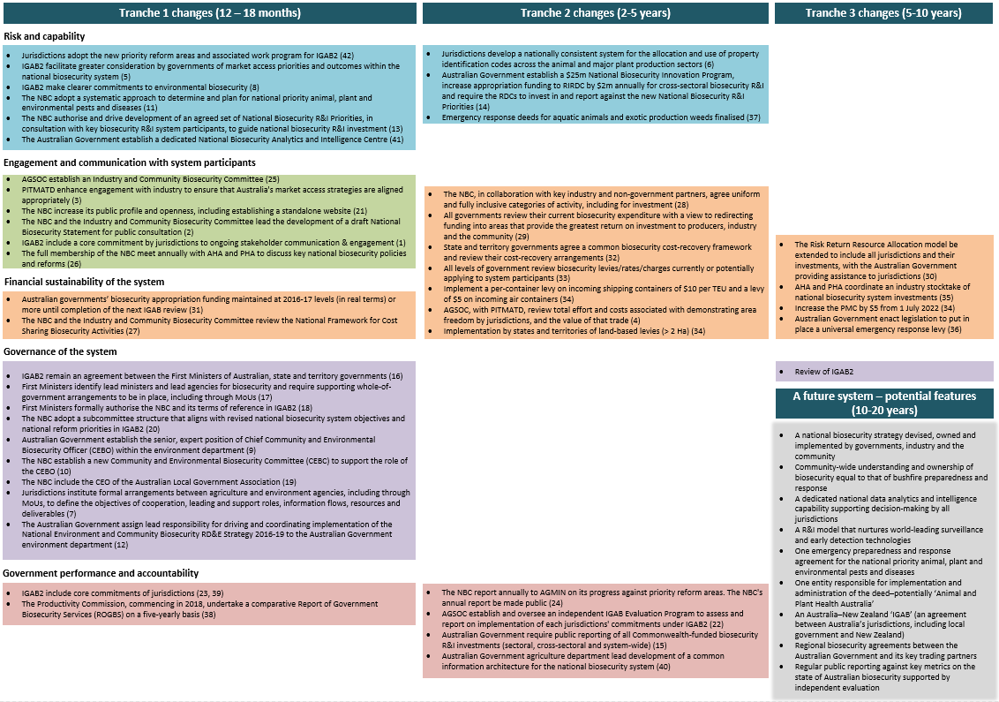 Tranche 1 changes (12 – 18 months)
Risk and capability
• Jurisdictions adopt the new priority reform areas and associated work program for IGAB2 (42)
• IGAB2 facilitate greater consideration by governments of market access priorities and outcomes within the
national biosecurity system (5)
• IGAB2 make clearer commitments to environmental biosecurity (8)
• The NBC adopt a systematic approach to determine and plan for national priority animal, plant and
environmental pests and diseases (11)
• The NBC authorise and drive development of an agreed set of National Biosecurity R&I Priorities, in
consultation with key biosecurity R&I system participants, to guide national biosecurity R&I investment (13)
• The Australian Government establish a dedicated National Biosecurity Analytics and Intelligence Centre (41)
Engagement and communication with system participants
• AGSOC establish an Industry and Community Biosecurity Committee (25)
• PITMATD enhance engagement with industry to ensure that Australia's market access strategies are aligned
appropriately (3)
• The NBC increase its public profile and openness, including establishing a standalone website (21)
• The NBC and the Industry and Community Biosecurity Committee lead the development of a draft National
Biosecurity Statement for public consultation (2)
• IGAB2 include a core commitment by jurisdictions to ongoing stakeholder communication & engagement (1)
• The full membership of the NBC meet annually with AHA and PHA to discuss key national biosecurity policies
and reforms (26)
Financial sustainability of the system
• Australian governments' biosecurity appropriation funding maintained at 2016-17 levels (in real terms) or
more until completion of the next IGAB review (31)
• The NBC and the Industry and Community Biosecurity Committee review the National Framework for Cost
Sharing Biosecurity Activities (27)
Governance of the system
• IGAB2 remain an agreement between the First Ministers of Australian, state and territory governments (16)
• First Ministers identify lead ministers and lead agencies for biosecurity and require supporting whole-of-
government arrangements to be in place, including through MoUs (17)
• First Ministers formally authorise the NBC and its terms of reference in IGAB2 (18)
• The NBC adopt a subcommittee structure that aligns with revised national biosecurity system objectives and
national reform priorities in IGAB2 (20)
• Australian Government establish the senior, expert position of Chief Community and Environmental
Biosecurity Officer (CEBO) within the environment department (9)
• The NBC establish a new Community and Environmental Biosecurity Committee (CEBC) to support the role of
the CEBO (10)
• The NBC include the CEO of the Australian Local Government Association (19)
• Jurisdictions institute formal arrangements between agriculture and environment agencies, including through
MoUs, to define the objectives of cooperation, leading and support roles, information flows, resources and
deliverables (7)
• The Australian Government assign lead responsibility for driving and coordinating implementation of the
National Environment and Community Biosecurity RD&E Strategy 2016-19 to the Australian Government
environment department (12)
Government performance and accountability
• IGAB2 include core commitments of jurisdictions (23, 39)
• The Productivity Commission, commencing in 2018, undertake a comparative Report of Government
Biosecurity Services (ROGBS) on a five-yearly basis (38)
Tranche 2 changes (2-5 years)
• Jurisdictions develop a nationally consistent system for the allocation and use of property
identification codes across the animal and major plant production sectors (6)
• Australian Government establish a $25m National Biosecurity Innovation Program,
increase appropriation funding to RIRDC by $2m annually for cross-sectoral biosecurity R&I
and require the RDCs to invest in and report against the new National Biosecurity R&I
Priorities (14)
• Emergency response deeds for aquatic animals and exotic production weeds finalised (37)
• The NBC, in collaboration with key industry and non-government partners, agree uniform
and fully inclusive categories of activity, including for investment (28)
• All governments review their current biosecurity expenditure with a view to redirecting
funding into areas that provide the greatest return on investment to producers, industry
and the community (29)
• State and territory governments agree a common biosecurity cost-recovery framework
and review their cost-recovery arrangements (32)
• All levels of government review biosecurity levies/rates/charges currently or potentially
applying to system participants (33)
• Implement a per-container levy on incoming shipping containers of $10 per TEU and a levy
of $5 on incoming air containers (34)
• AGSOC, with PITMATD, review total effort and costs associated with demonstrating area
freedom by jurisdictions, and the value of that trade (4)
• Implementation by states and territories of land-based levies (> 2 Ha) (34)
• The NBC report annually to AGMIN on its progress against priority reform areas. The NBC's
annual report be made public (24)
• AGSOC establish and oversee an independent IGAB Evaluation Program to assess and
report on implementation of each jurisdictions' commitments under IGAB2 (22)
• Australian Government require public reporting of all Commonwealth-funded biosecurity
R&I investments (sectoral, cross-sectoral and system-wide) (15)
• Australian Government agriculture department lead development of a common
information architecture for the national biosecurity system (40)
Tranche 3 changes (5-10 years)
• The Risk Return Resource Allocation model be
extended to include all jurisdictions and their
investments, with the Australian Government
providing assistance to jurisdictions (30)
• AHA and PHA coordinate an industry stocktake of
national biosecurity system investments (35)
• Increase the PMC by $5 from 1 July 2022 (34)
• Australian Government enact legislation to put in
place a universal emergency response levy (36)
• Review of IGAB2
A future system – potential features
(10-20 years)
• A national biosecurity strategy devised, owned and
implemented by governments, industry and the
community
• Community-wide understanding and ownership of
biosecurity equal to that of bushfire preparedness and
response
• A dedicated national data analytics and intelligence
capability supporting decision-making by all
jurisdictions
• A R&I model that nurtures world-leading surveillance
and early detection technologies
• One emergency preparedness and response
agreement for the national priority animal, plant and
environmental pests and diseases
• One entity responsible for implementation and
administration of the deed–potentially 'Animal and
Plant Health Australia'
• An Australia–New Zealand 'IGAB' (an agreement
between Australia's jurisdictions, including local
government and New Zealand)
• Regional biosecurity agreements between the
Australian Government and its key trading partners
• Regular public reporting against key metrics on the
state of Australian biosecurity supported by
independent evaluation